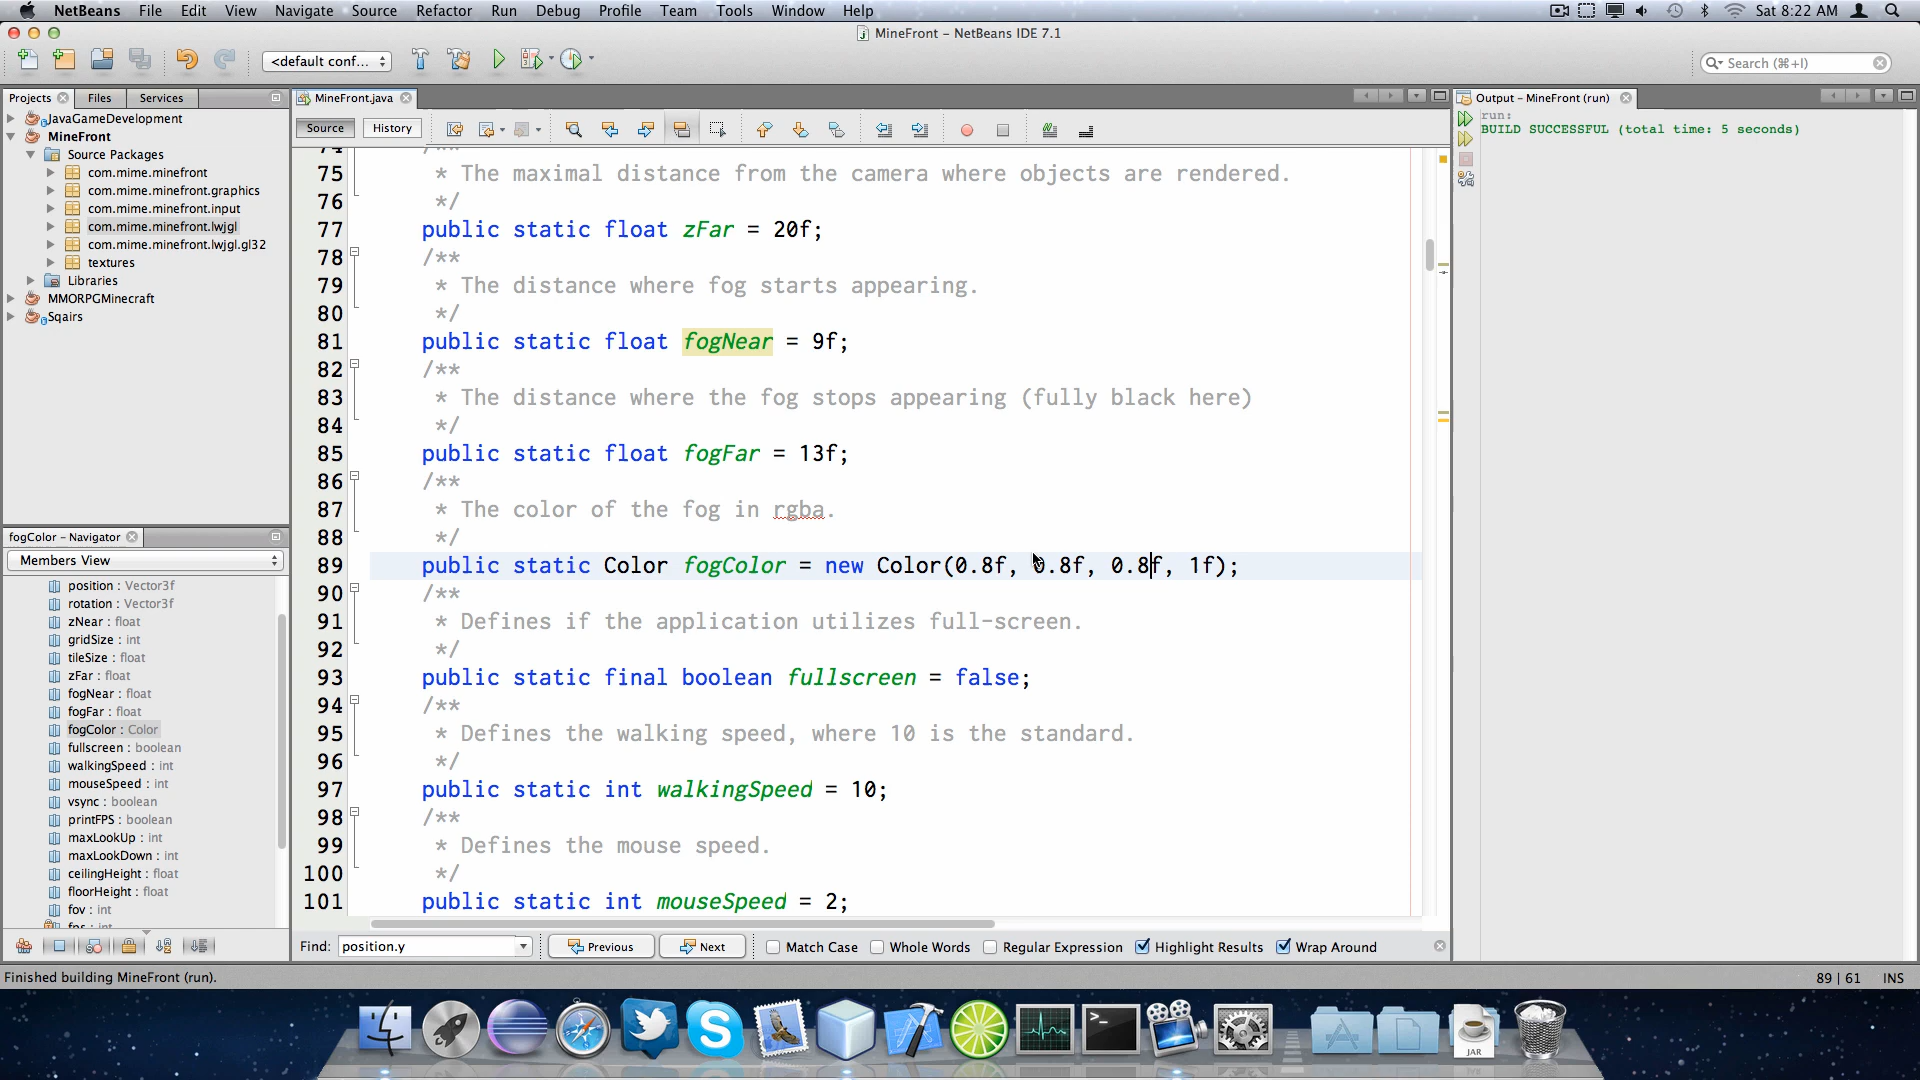 NetBeans File Edit View Navigate Source Refactor Run Debug Profile Team Tools Window Help Sat 8:22 AM
MineFront – NetBeans IDE 7.1
<default conf... Search (⌘+I)
Projects Files Services
JavaGameDevelopment
MineFront
Source Packages
com.mime.minefront
com.mime.minefront.graphics
com.mime.minefront.input
com.mime.minefront.lwjgl
com.mime.minefront.lwjgl.gl32
textures
Libraries
MMORPGMinecraft
Sqairs
fogColor – Navigator
Members View
position : Vector3f
rotation : Vector3f
zNear : float
gridSize : int
tileSize : float
zFar : float
fogNear : float
fogFar : float
fogColor : Color
fullscreen : boolean
walkingSpeed : int
mouseSpeed : int
vsync : boolean
printFPS : boolean
maxLookUp : int
maxLookDown : int
ceilingHeight : float
floorHeight : float
fov : int
fps : int
MineFront.java
Source History
74 /**
75 * The maximal distance from the camera where objects are rendered.
76 */
77 public static float zFar = 20f;
78 /**
79 * The distance where fog starts appearing.
80 */
81 public static float fogNear = 9f;
82 /**
83 * The distance where the fog stops appearing (fully black here)
84 */
85 public static float fogFar = 13f;
86 /**
87 * The color of the fog in rgba.
88 */
89 public static Color fogColor = new Color(0.8f, 0.8f, 0.8f, 1f);
90 /**
91 * Defines if the application utilizes full-screen.
92 */
93 public static final boolean fullscreen = false;
94 /**
95 * Defines the walking speed, where 10 is the standard.
96 */
97 public static int walkingSpeed = 10;
98 /**
99 * Defines the mouse speed.
100 */
101 public static int mouseSpeed = 2;
Find: position.y Previous Next Match Case Whole Words Regular Expression Highlight Results Wrap Around
Output – MineFront (run)
run:
BUILD SUCCESSFUL (total time: 5 seconds)
Finished building MineFront (run). 89 | 61 INS
JAR